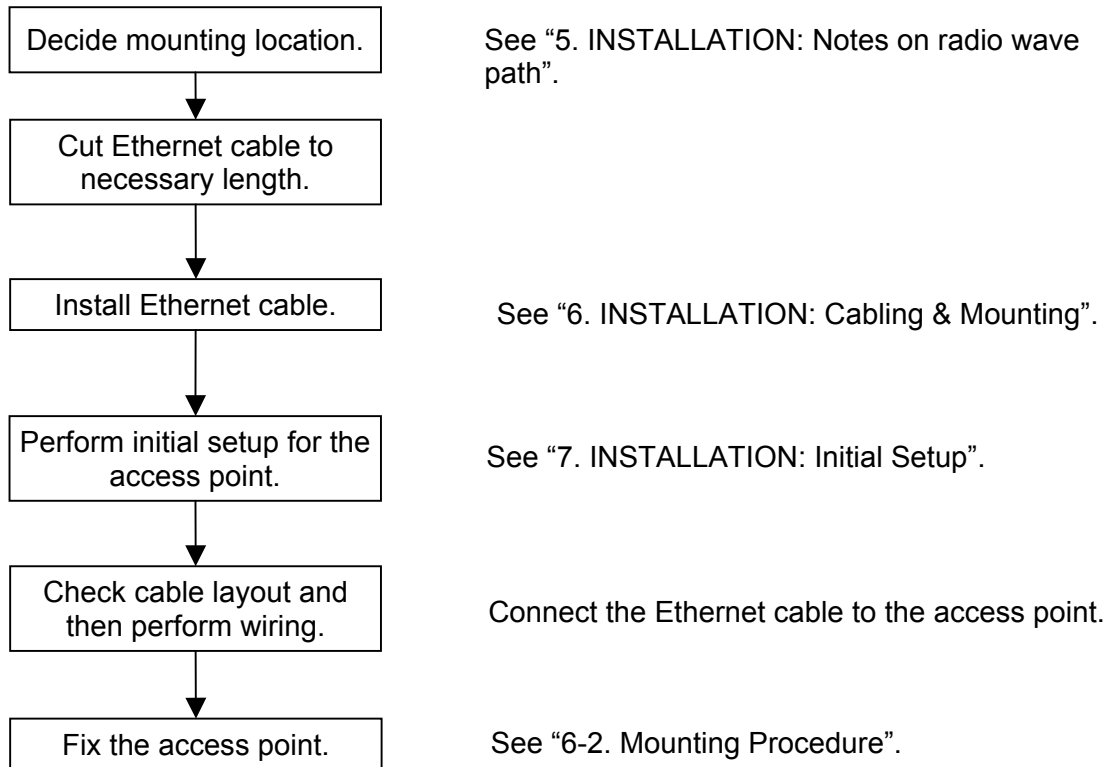 Decide mounting location.
See “5. INSTALLATION: Notes on radio wave
path”.
Cut Ethernet cable to
necessary length.
Install Ethernet cable.
See “6. INSTALLATION: Cabling & Mounting”.
Perform initial setup for the
access point.
See “7. INSTALLATION: Initial Setup”.
Check cable layout and
then perform wiring.
Connect the Ethernet cable to the access point.
Fix the access point.
See “6-2. Mounting Procedure”.